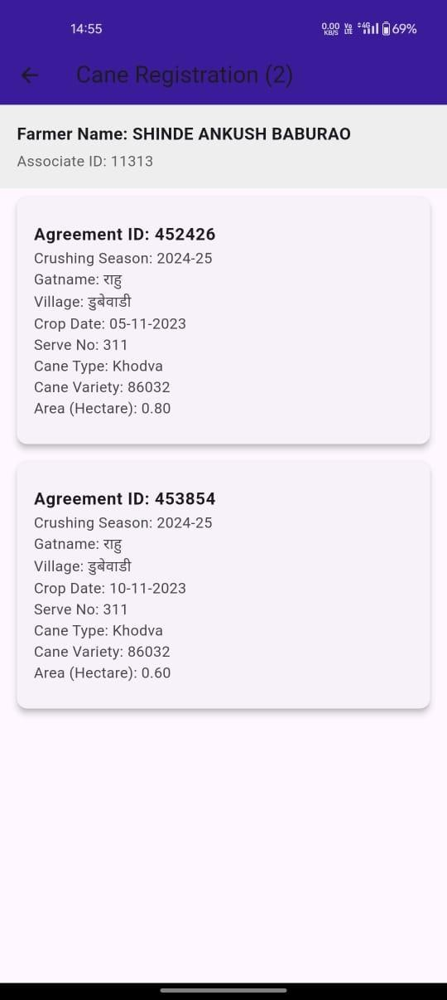 14:55
0.00 KB/S Vo LTE 4G 69%
Cane Registration (2)
Farmer Name: SHINDE ANKUSH BABURAO
Associate ID: 11313
Agreement ID: 452426
Crushing Season: 2024-25
Gatname: राहु
Village: डुबेवाडी
Crop Date: 05-11-2023
Serve No: 311
Cane Type: Khodva
Cane Variety: 86032
Area (Hectare): 0.80
Agreement ID: 453854
Crushing Season: 2024-25
Gatname: राहु
Village: डुबेवाडी
Crop Date: 10-11-2023
Serve No: 311
Cane Type: Khodva
Cane Variety: 86032
Area (Hectare): 0.60